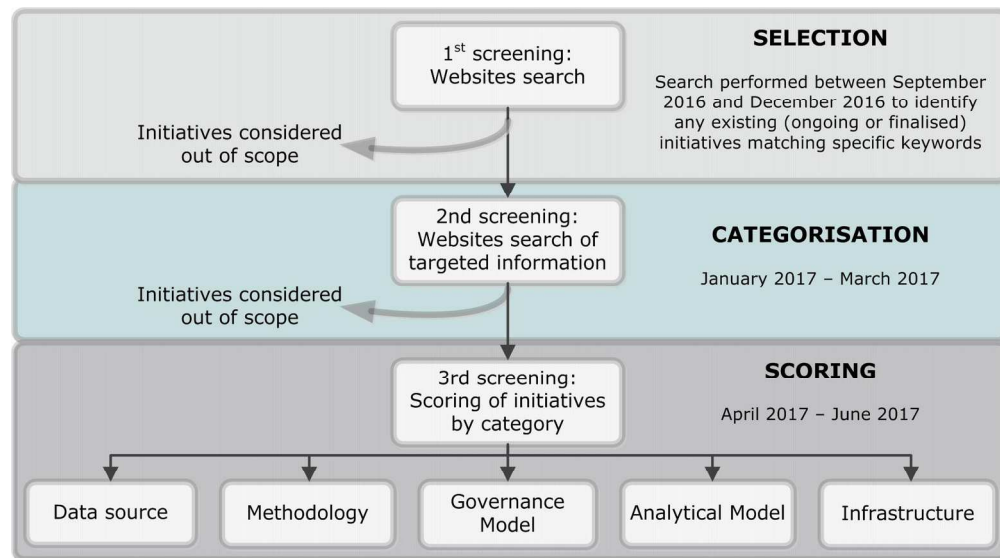 1st screening:
Websites search
SELECTION
Search performed between September
2016 and December 2016 to identify
any existing (ongoing or finalised)
initiatives matching specific keywords
Initiatives considered
out of scope
2nd screening:
Websites search of
targeted information
CATEGORISATION
January 2017 – March 2017
Initiatives considered
out of scope
3rd screening:
Scoring of initiatives
by category
SCORING
April 2017 – June 2017
Data source
Methodology
Governance
Model
Analytical Model
Infrastructure